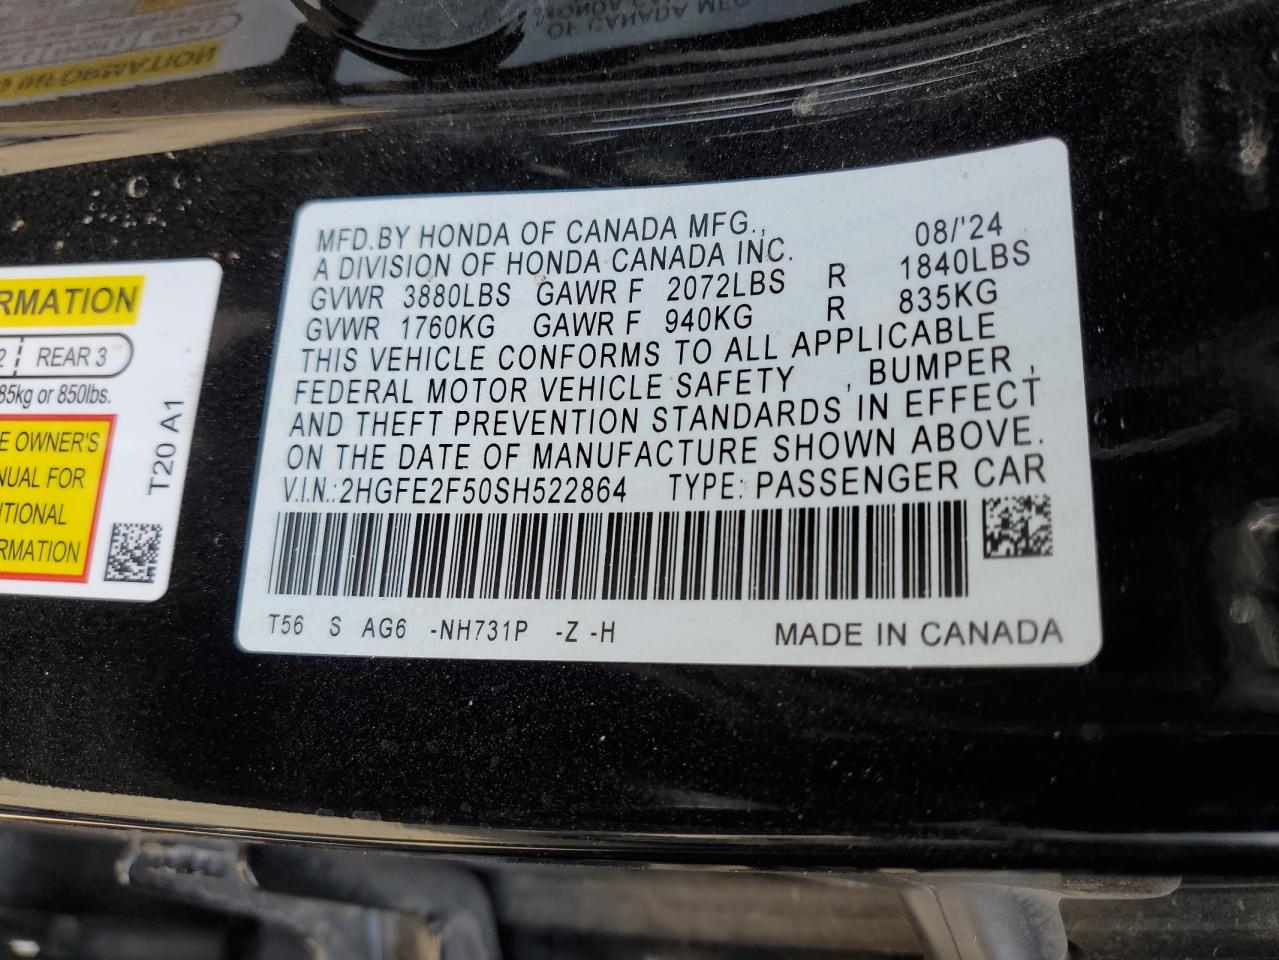 MFD.BY HONDA OF CANADA MFG., 08/'24
A DIVISION OF HONDA CANADA INC.
GVWR 3880LBS GAWR F 2072LBS R 1840LBS
GVWR 1760KG GAWR F 940KG R 835KG
THIS VEHICLE CONFORMS TO ALL APPLICABLE
FEDERAL MOTOR VEHICLE SAFETY , BUMPER ,
AND THEFT PREVENTION STANDARDS IN EFFECT
ON THE DATE OF MANUFACTURE SHOWN ABOVE.
V.I.N.:2HGFE2F50SH522864 TYPE: PASSENGER CAR
T56 S AG6 -NH731P -Z -H MADE IN CANADA
RMATION
2 REAR 3
85kg or 850lbs.
E OWNER'S
NUAL FOR
ITIONAL
RMATION
T20 A1